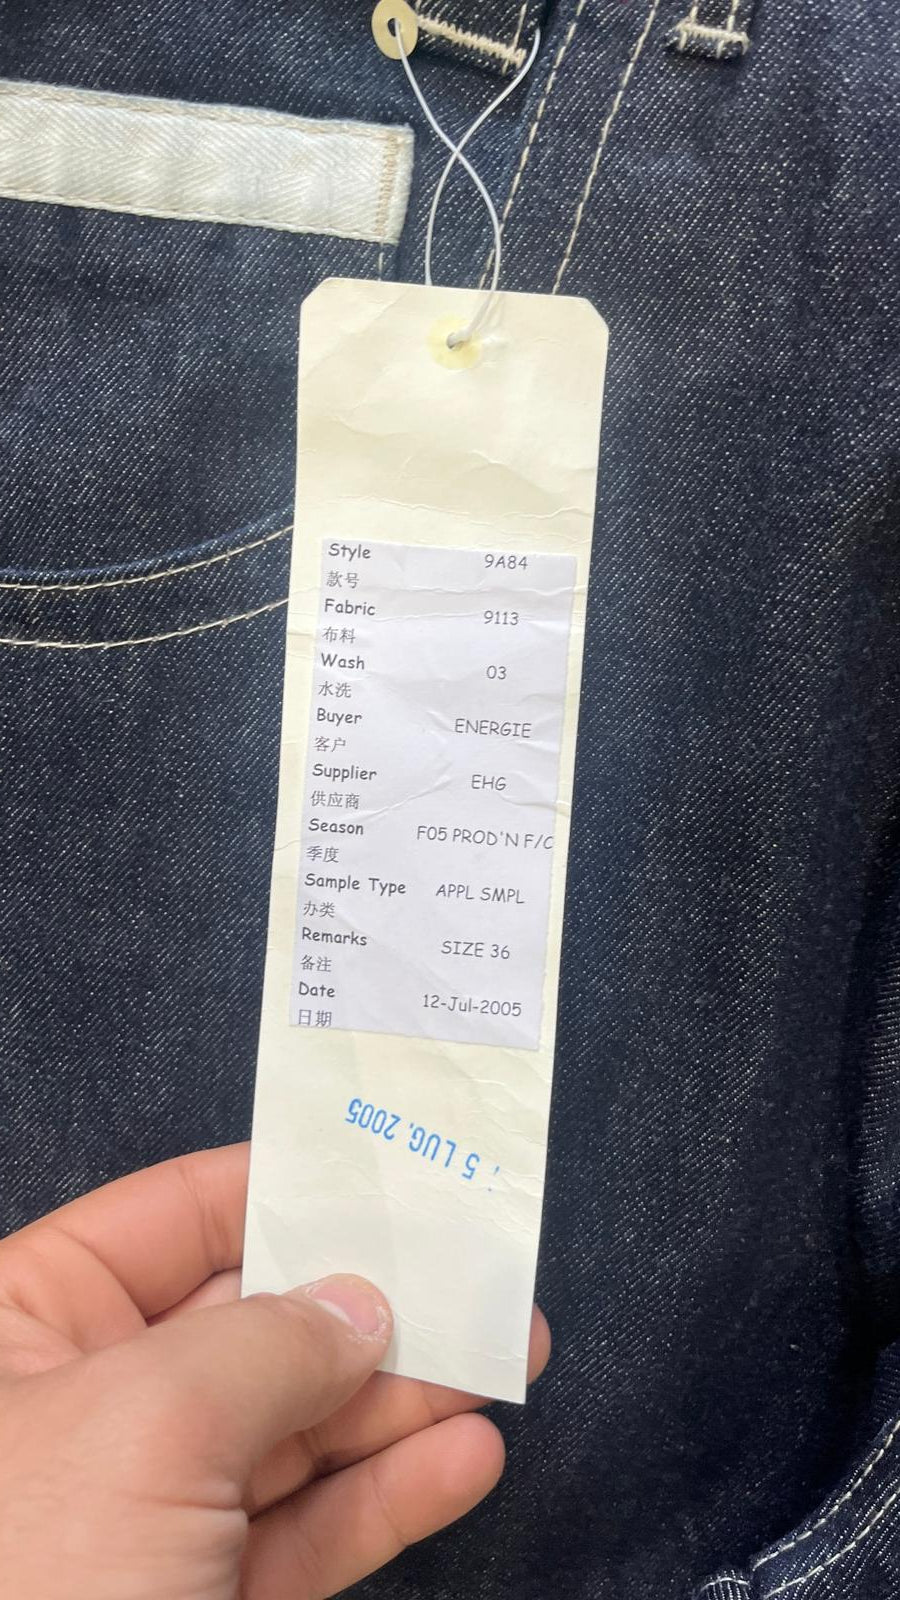 Style 9A84
款号
Fabric 9113
布料
Wash 03
水洗
Buyer ENERGIE
客户
Supplier EHG
供应商
Season F05 PROD'N F/C
季度
Sample Type APPL SMPL
办类
Remarks SIZE 36
备注
Date 12-Jul-2005
日期
5 LUG. 2005